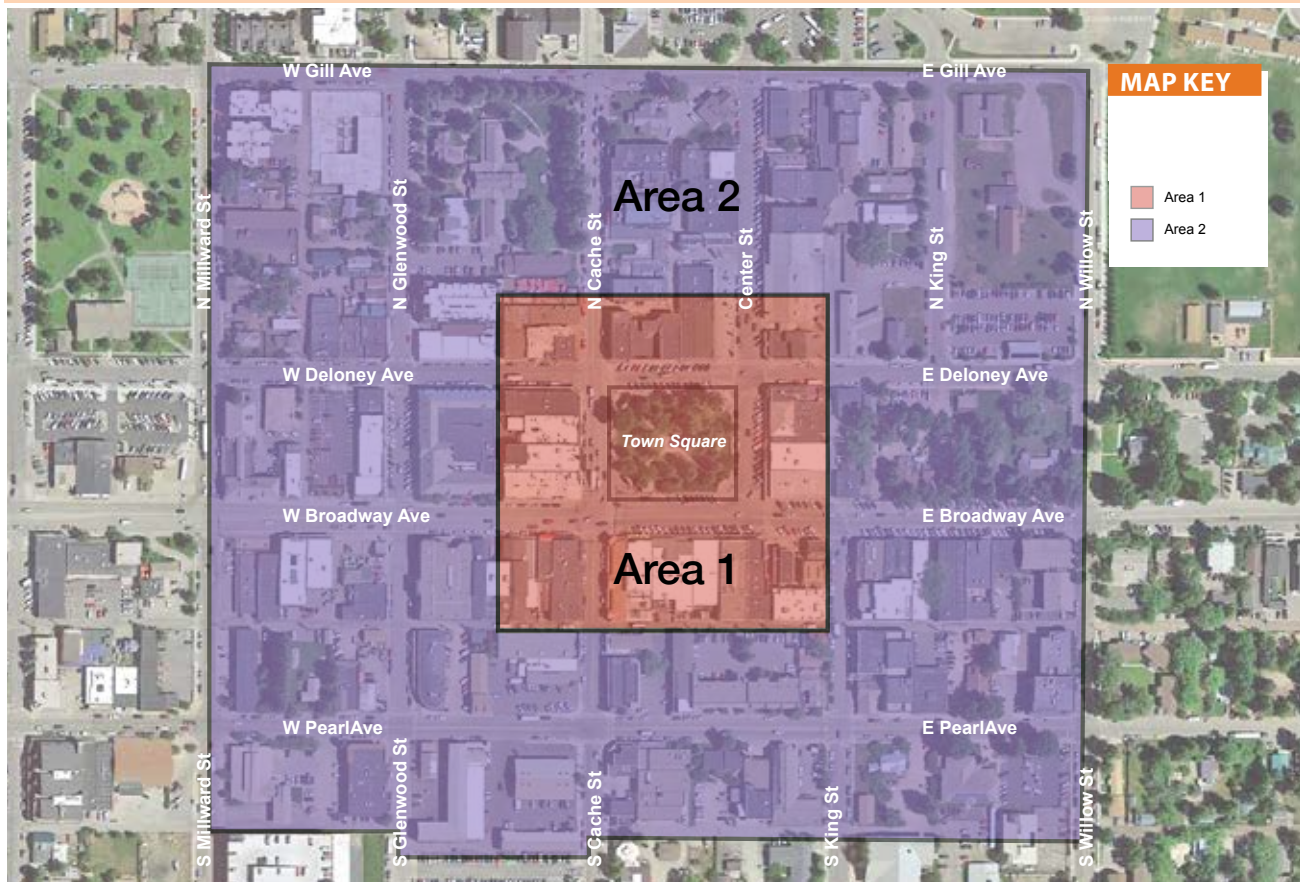 W Gill Ave
E Gill Ave
MAP KEY
Area 1
Area 2
Area 2
N Millward St
N Glenwood St
N Cache St
Center St
N King St
N Willow St
W Deloney Ave
E Deloney Ave
Town Square
W Broadway Ave
E Broadway Ave
Area 1
W PearlAve
E PearlAve
S Millward St
S Glenwood St
S Cache St
S King St
S Willow St